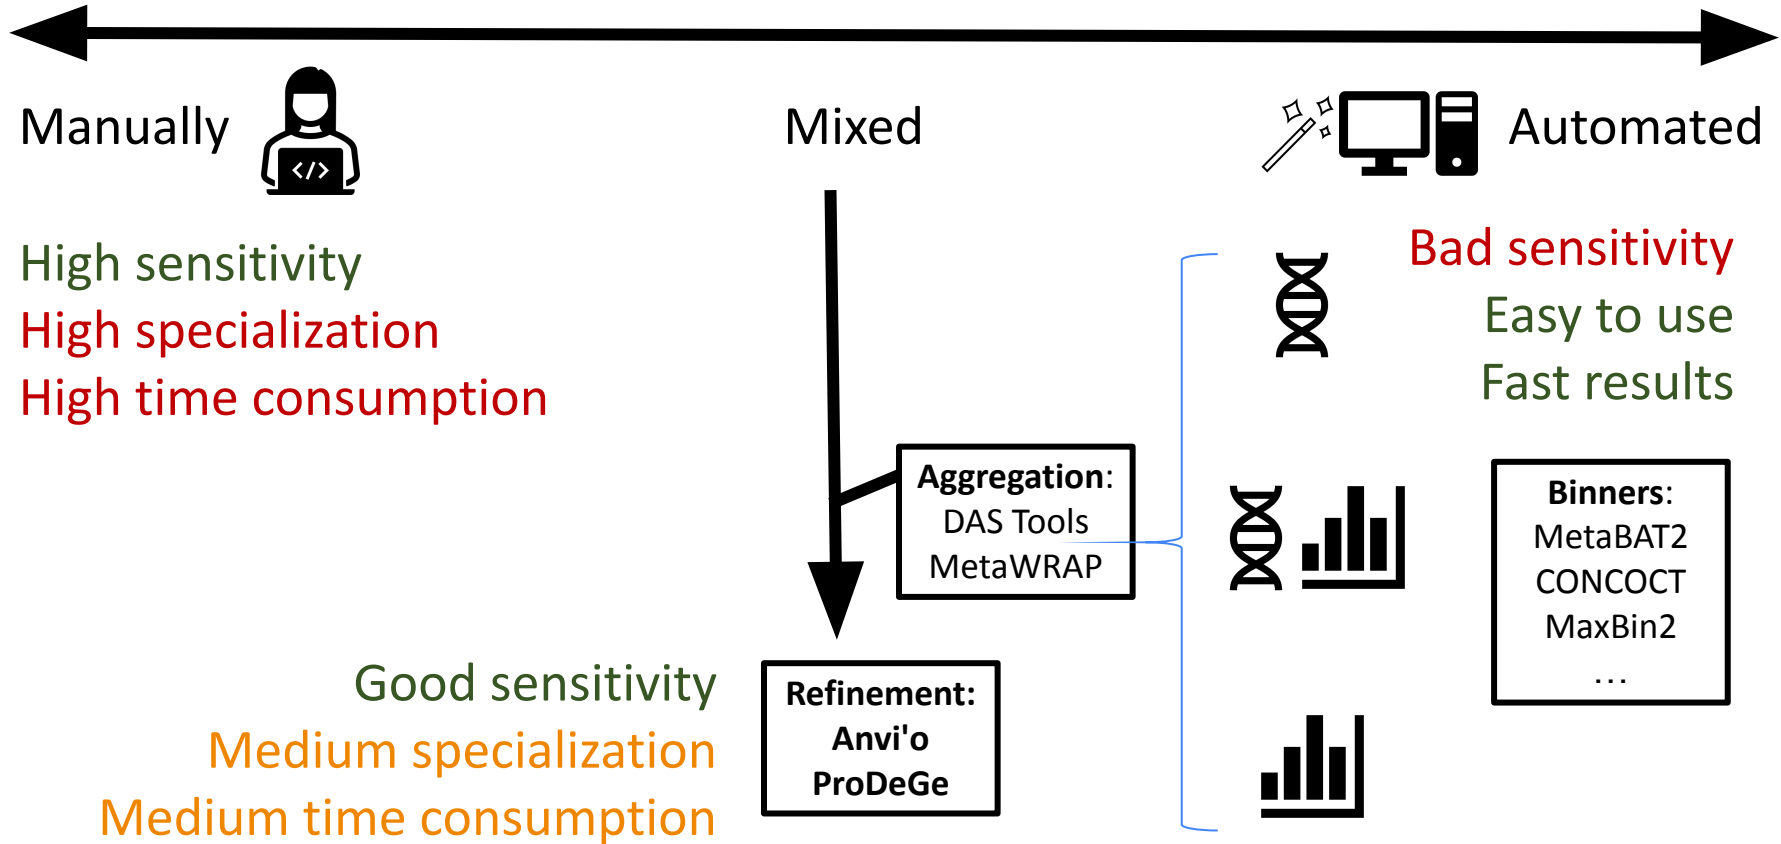 Manually
Mixed
Automated
</>
High sensitivity
High specialization
High time consumption
Bad sensitivity
Easy to use
Fast results
Aggregation:
DAS Tools
MetaWRAP
Binners:
MetaBAT2
CONCOCT
MaxBin2
...
Good sensitivity
Medium specialization
Medium time consumption
Refinement:
Anvi'o
ProDeGe